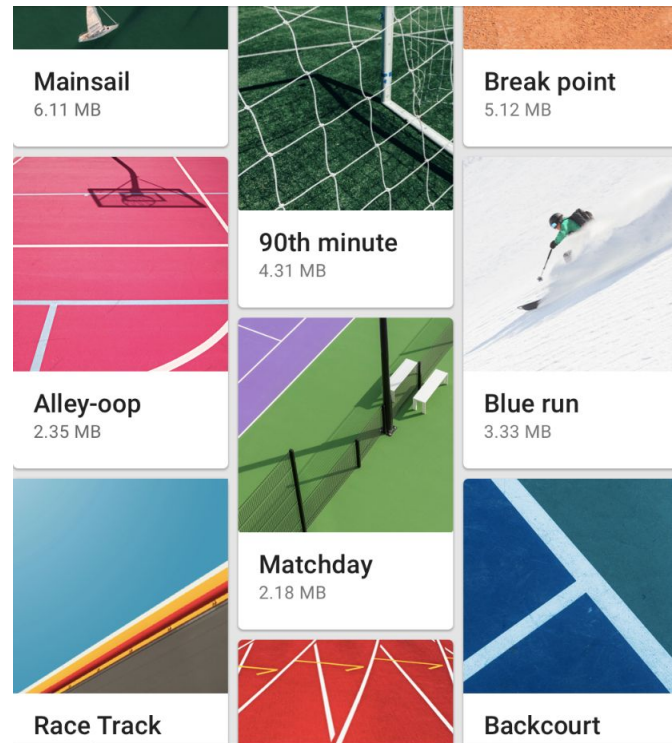 Mainsail
6.11 MB
Break point
5.12 MB
90th minute
4.31 MB
Alley-oop
2.35 MB
Blue run
3.33 MB
Matchday
2.18 MB
Race Track
Backcourt